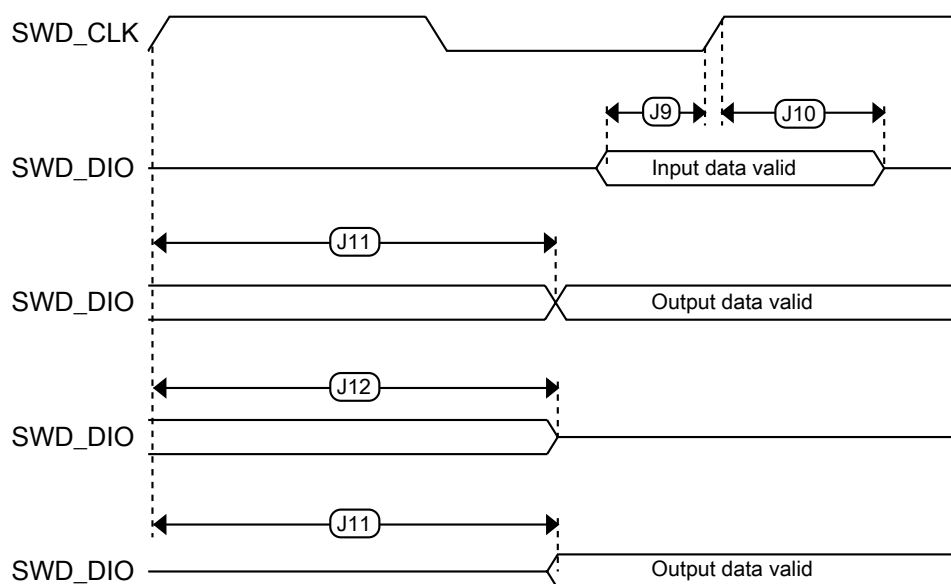 SWD_CLK
J9
J10
SWD_DIO
Input data valid
J11
SWD_DIO
Output data valid
J12
SWD_DIO
J11
SWD_DIO
Output data valid